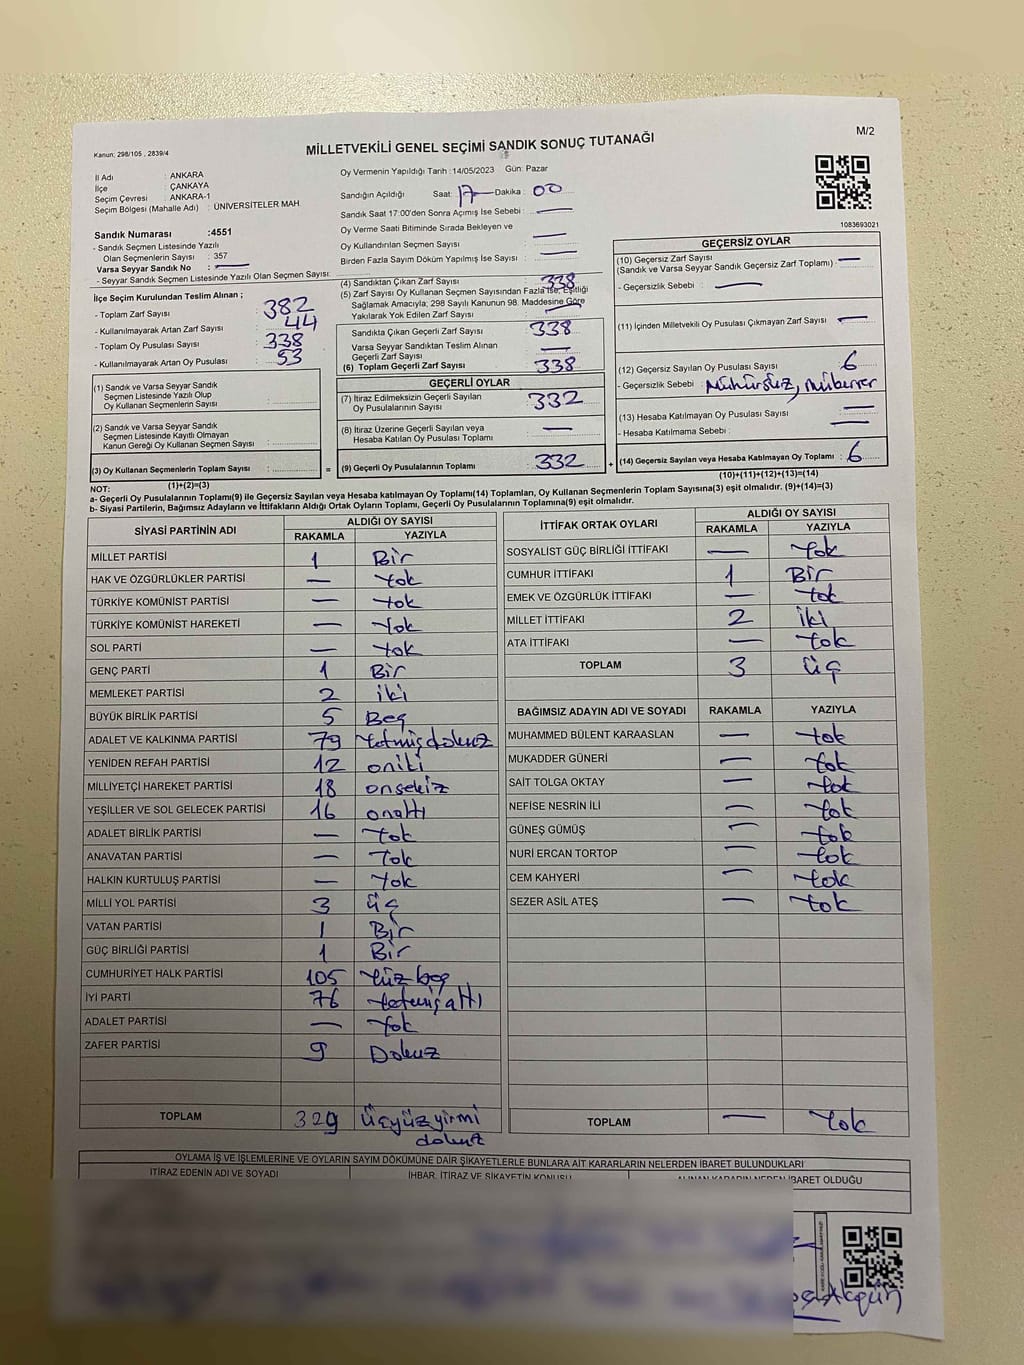 M/2
Kanun: 298/105 , 2839/4
MİLLETVEKİLİ GENEL SEÇİMİ SANDIK SONUÇ TUTANAĞI
İl Adı : ANKARA
İlçe : ÇANKAYA
Seçim Çevresi : ANKARA-1
Seçim Bölgesi (Mahalle Adı) : ÜNİVERSİTELER MAH
Sandık Numarası :4551
- Sandık Seçmen Listesinde Yazılı
Olan Seçmenlerin Sayısı : 357
Varsa Seyyar Sandık No : —
- Seyyar Sandık Seçmen Listesinde Yazılı Olan Seçmen Sayısı:
Oy Vermenin Yapıldığı Tarih :14/05/2023 Gün: Pazar
Sandığın Açıldığı Saat: 17 Dakika : 00
Sandık Saat 17:00'den Sonra Açılmış İse Sebebi : —
Oy Verme Saati Bitiminde Sırada Bekleyen ve
Oy Kullandırılan Seçmen Sayısı : —
Birden Fazla Sayım Döküm Yapılmış İse Sayısı : —
1083693021
İlçe Seçim Kurulundan Teslim Alınan ;
- Toplam Zarf Sayısı : 382
- Kullanılmayarak Artan Zarf Sayısı : 44
- Toplam Oy Pusulası Sayısı : 338
- Kullanılmayarak Artan Oy Pusulası : 53
(1) Sandık ve Varsa Seyyar Sandık
Seçmen Listesinde Yazılı Olup
Oy Kullanan Seçmenlerin Sayısı :
(2) Sandık ve Varsa Seyyar Sandık
Seçmen Listesinde Kayıtlı Olmayan
Kanun Gereği Oy Kullanan Seçmen Sayısı :
(3) Oy Kullanan Seçmenlerin Toplam Sayısı :
(1)+(2)=(3)
(4) Sandıktan Çıkan Zarf Sayısı : 338
(5) Zarf Sayısı Oy Kullanan Seçmen Sayısından Fazla İse, Eşitliği
Sağlamak Amacıyla; 298 Sayılı Kanunun 98. Maddesine Göre
Yakılarak Yok Edilen Zarf Sayısı : —
Sandıkta Çıkan Geçerli Zarf Sayısı : 338
Varsa Seyyar Sandıktan Teslim Alınan
Geçerli Zarf Sayısı : —
(6) Toplam Geçerli Zarf Sayısı : 338
GEÇERLİ OYLAR
(7) İtiraz Edilmeksizin Geçerli Sayılan
Oy Pusulalarının Sayısı : 332
(8) İtiraz Üzerine Geçerli Sayılan veya
Hesaba Katılan Oy Pusulası Toplamı : —
= (9) Geçerli Oy Pusulalarının Toplamı : 332
GEÇERSİZ OYLAR
(10) Geçersiz Zarf Sayısı
(Sandık ve Varsa Seyyar Sandık Geçersiz Zarf Toplamı) : —
- Geçersizlik Sebebi : —
(11) İçinden Milletvekili Oy Pusulası Çıkmayan Zarf Sayısı : —
(12) Geçersiz Sayılan Oy Pusulası Sayısı : 6
- Geçersizlik Sebebi : Mühürsüz,
(13) Hesaba Katılmayan Oy Pusulası Sayısı : —
- Hesaba Katılmama Sebebi : —
+ (14) Geçersiz Sayılan veya Hesaba Katılmayan Oy Toplamı : 6
(10)+(11)+(12)+(13)=(14)
NOT:
a- Geçerli Oy Pusulalarının Toplamı(9) ile Geçersiz Sayılan veya Hesaba katılmayan Oy Toplamı(14) Toplamları, Oy Kullanan Seçmenlerin Toplam Sayısına(3) eşit olmalıdır. (9)+(14)=(3)
b- Siyasi Partilerin, Bağımsız Adayların ve İttifakların Aldığı Ortak Oyların Toplamı, Geçerli Oy Pusulalarının Toplamına(9) eşit olmalıdır.
SİYASİ PARTİNİN ADI ALDIĞI OY SAYISI
RAKAMLA YAZIYLA
MİLLET PARTİSİ 1 Bir
HAK VE ÖZGÜRLÜKLER PARTİSİ — Yok
TÜRKİYE KOMÜNİST PARTİSİ — Yok
TÜRKİYE KOMÜNİST HAREKETİ — Yok
SOL PARTİ — Yok
GENÇ PARTİ 1 Bir
MEMLEKET PARTİSİ 2 iki
BÜYÜK BİRLİK PARTİSİ 5 Beş
ADALET VE KALKINMA PARTİSİ 79 Yetmişdokuz
YENİDEN REFAH PARTİSİ 12 oniki
MİLLİYETÇİ HAREKET PARTİSİ 18 onsekiz
YEŞİLLER VE SOL GELECEK PARTİSİ 16 onaltı
ADALET BİRLİK PARTİSİ — Yok
ANAVATAN PARTİSİ — Yok
HALKIN KURTULUŞ PARTİSİ — Yok
MİLLİ YOL PARTİSİ 3 üç
VATAN PARTİSİ 1 Bir
GÜÇ BİRLİĞİ PARTİSİ 1 Bir
CUMHURİYET HALK PARTİSİ 105 Yüzbeş
İYİ PARTİ 76 Yetmişaltı
ADALET PARTİSİ — Yok
ZAFER PARTİSİ 9 Dokuz
TOPLAM 329 Üçyüzyirmi
dokuz
İTTİFAK ORTAK OYLARI ALDIĞI OY SAYISI
RAKAMLA YAZIYLA
SOSYALİST GÜÇ BİRLİĞİ İTTİFAKI — Yok
CUMHUR İTTİFAKI 1 Bir
EMEK VE ÖZGÜRLÜK İTTİFAKI — Yok
MİLLET İTTİFAKI 2 iki
ATA İTTİFAKI — Yok
TOPLAM 3 üç
BAĞIMSIZ ADAYIN ADI VE SOYADI RAKAMLA YAZIYLA
MUHAMMED BÜLENT KARAASLAN — Yok
MUKADDER GÜNERİ — Yok
SAİT TOLGA OKTAY — Yok
NEFİSE NESRİN İLİ — Yok
GÜNEŞ GÜMÜŞ — Yok
NURİ ERCAN TORTOP — Yok
CEM KAHYERİ — Yok
SEZER ASİL ATEŞ — Yok
TOPLAM — Yok
OYLAMA İŞ VE İŞLEMLERİNE VE OYLARIN SAYIM DÖKÜMÜNE DAİR ŞİKAYETLERLE BUNLARA AİT KARARLARIN NELERDEN İBARET BULUNDUKLARI
İTİRAZ EDENİN ADI VE SOYADI İHBAR, İTİRAZ VE ŞİKAYETİN KONUSU ALINAN KARARIN NEDEN İBARET OLDUĞU
Akgün